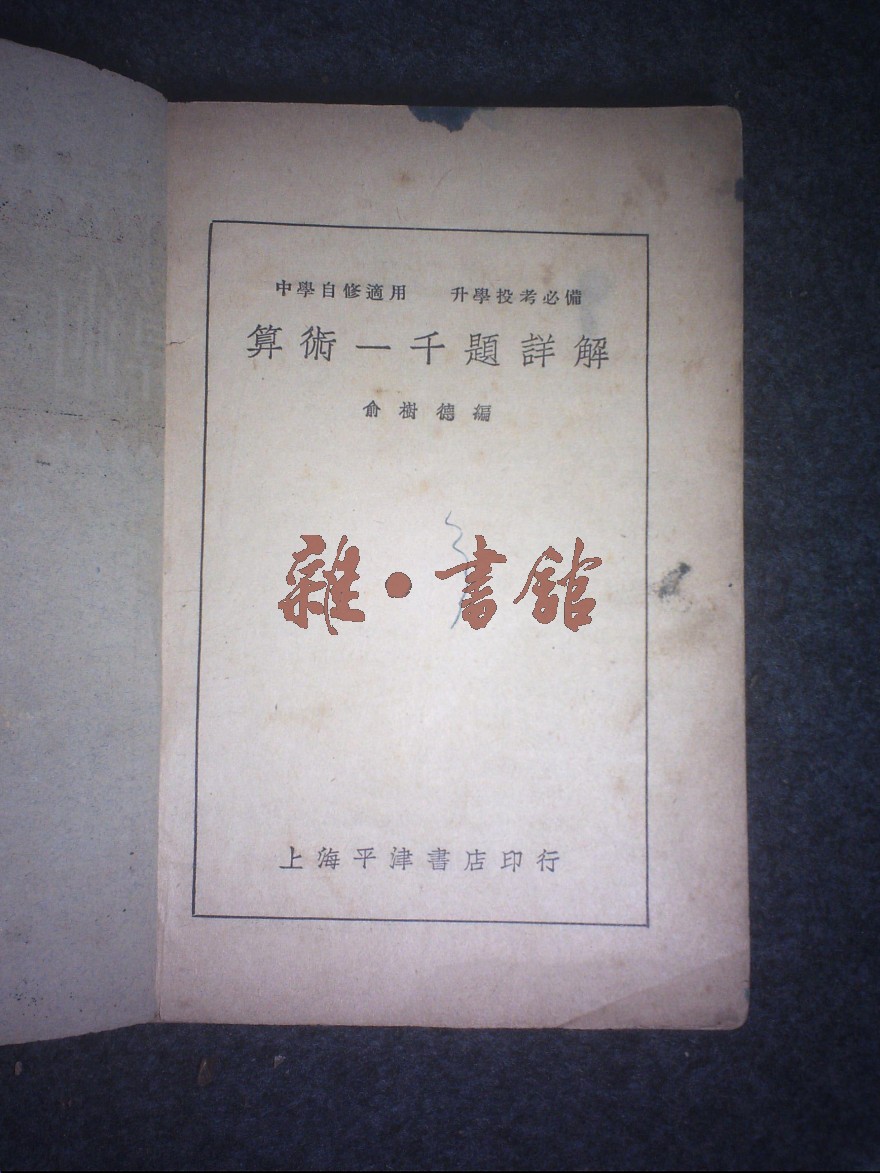 中學自修適用 升學投考必備
算術一千題詳解
俞樹德編
雜•書館
上海平津書店印行